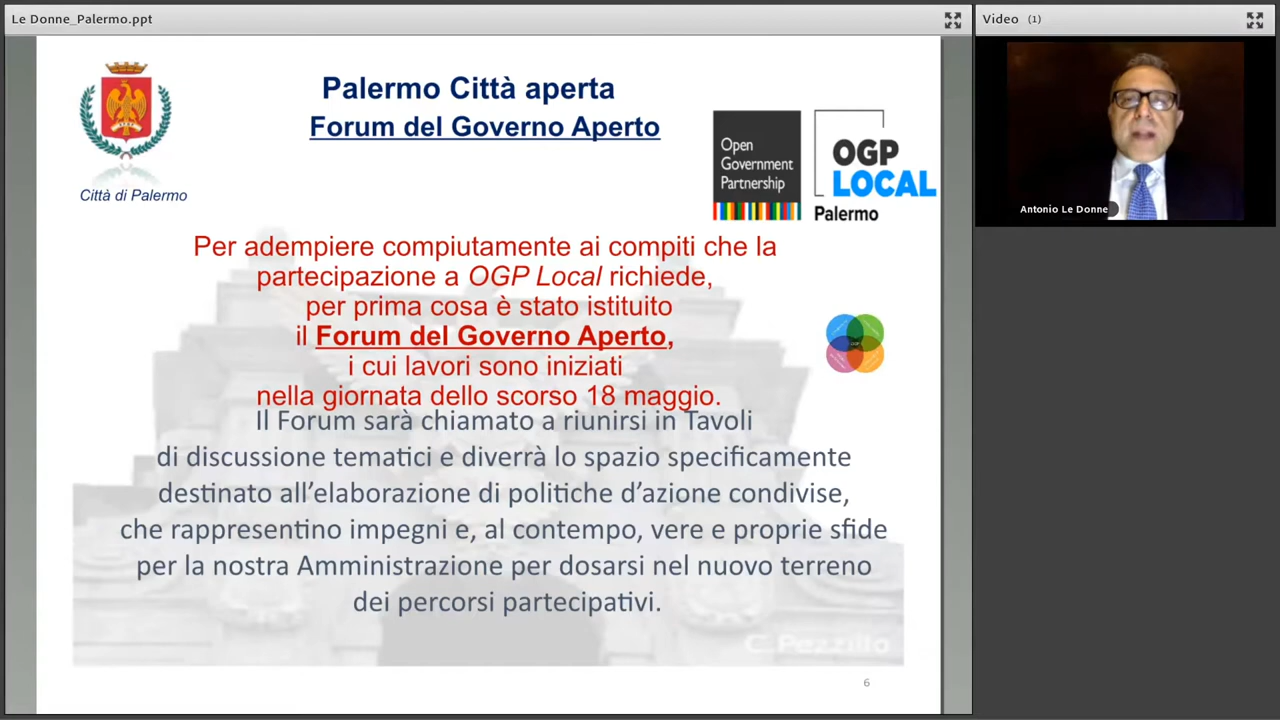 Le Donne_Palermo.ppt
Video (1)
Palermo Città aperta
Forum del Governo Aperto
Città di Palermo
Open
Government
Partnership
OGP
LOCAL
Palermo
Per adempiere compiutamente ai compiti che la
partecipazione a OGP Local richiede,
per prima cosa è stato istituito
il Forum del Governo Aperto,
i cui lavori sono iniziati
nella giornata dello scorso 18 maggio.
Il Forum sarà chiamato a riunirsi in Tavoli
di discussione tematici e diverrà lo spazio specificamente
destinato all’elaborazione di politiche d’azione condivise,
che rappresentino impegni e, al contempo, vere e proprie sfide
per la nostra Amministrazione per dosarsi nel nuovo terreno
dei percorsi partecipativi.
C. Pezzillo
6
Antonio Le Donne